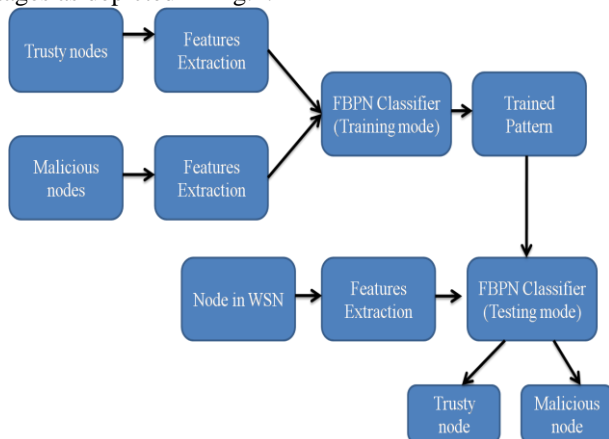 Trusty nodes
Features
Extraction
FBPN Classifier
(Training mode)
Trained
Pattern
Malicious
nodes
Features
Extraction
Node in WSN
Features
Extraction
FBPN Classifier
(Testing mode)
Trusty
node
Malicious
node